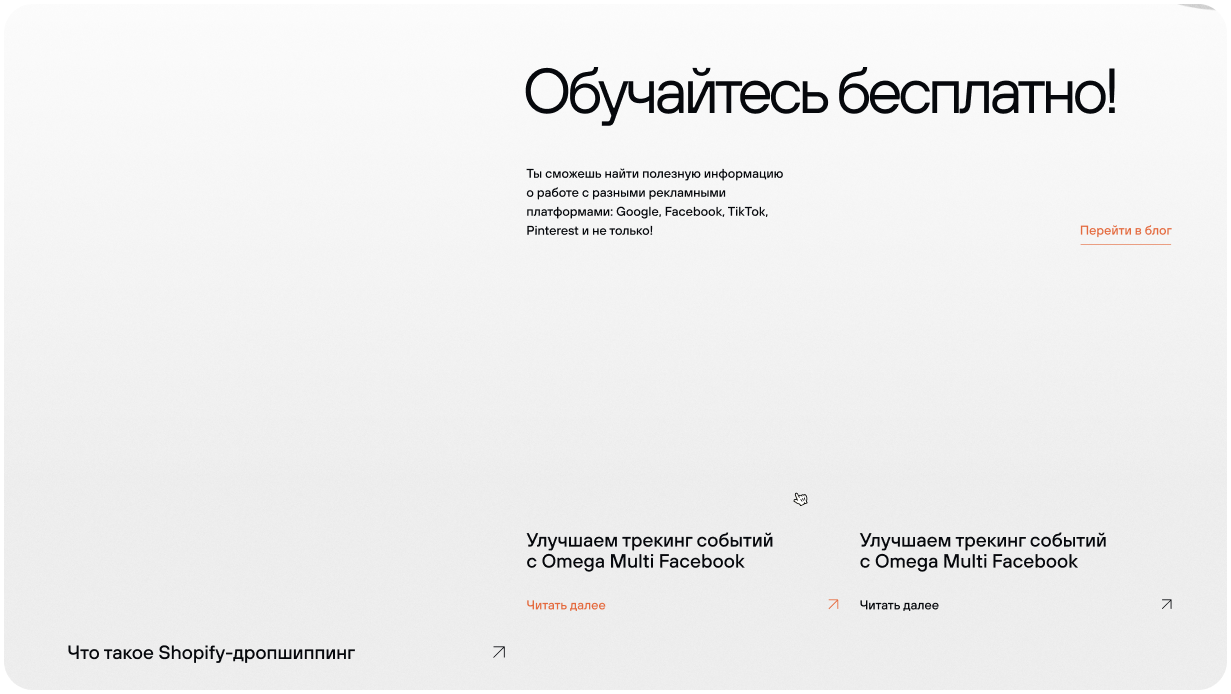 Обучайтесь бесплатно!
Ты сможешь найти полезную информацию
о работе с разными рекламными
платформами: Google, Facebook, TikTok,
Pinterest и не только!
Перейти в блог
Улучшаем трекинг событий
с Omega Multi Facebook
Читать далее
Улучшаем трекинг событий
с Omega Multi Facebook
Читать далее
Что такое Shopify-дропшиппинг